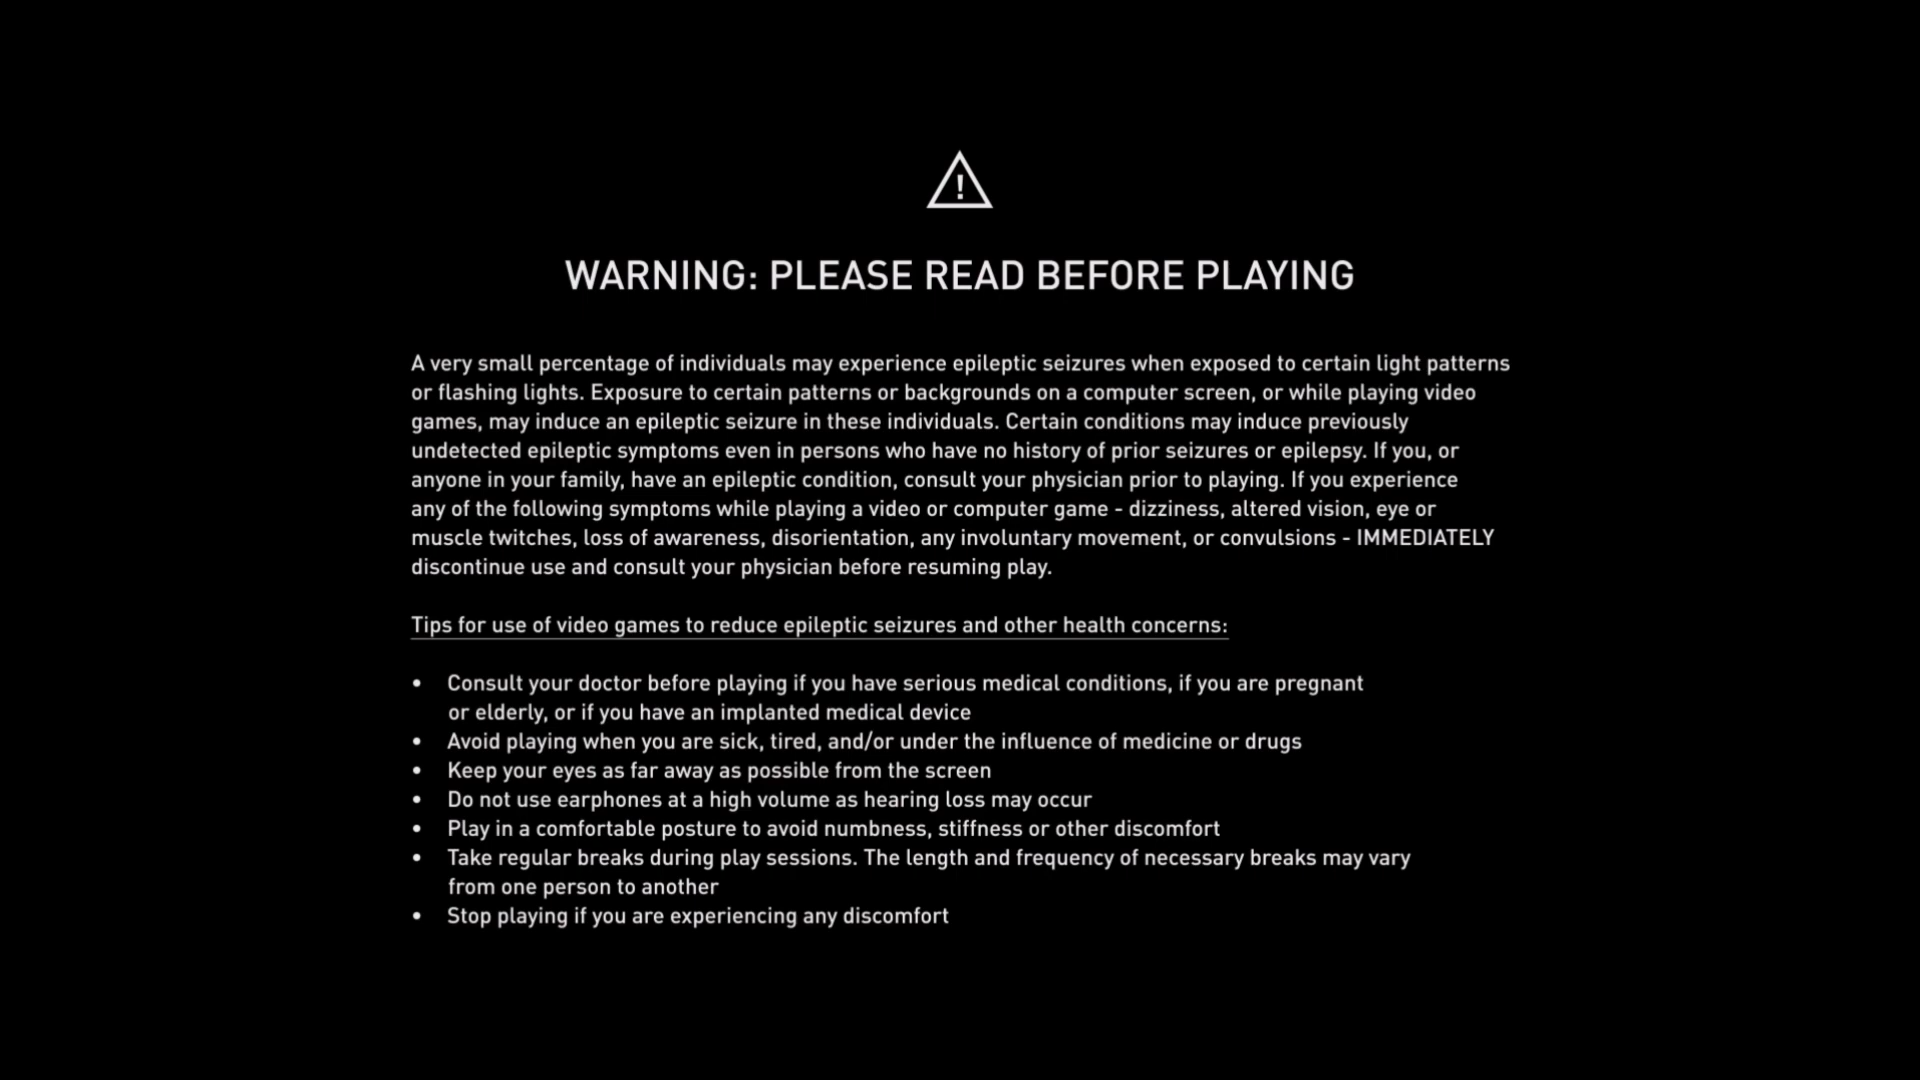 !
WARNING: PLEASE READ BEFORE PLAYING
A very small percentage of individuals may experience epileptic seizures when exposed to certain light patterns
or flashing lights. Exposure to certain patterns or backgrounds on a computer screen, or while playing video
games, may induce an epileptic seizure in these individuals. Certain conditions may induce previously
undetected epileptic symptoms even in persons who have no history of prior seizures or epilepsy. If you, or
anyone in your family, have an epileptic condition, consult your physician prior to playing. If you experience
any of the following symptoms while playing a video or computer game - dizziness, altered vision, eye or
muscle twitches, loss of awareness, disorientation, any involuntary movement, or convulsions - IMMEDIATELY
discontinue use and consult your physician before resuming play.
Tips for use of video games to reduce epileptic seizures and other health concerns:
• Consult your doctor before playing if you have serious medical conditions, if you are pregnant
or elderly, or if you have an implanted medical device
• Avoid playing when you are sick, tired, and/or under the influence of medicine or drugs
• Keep your eyes as far away as possible from the screen
• Do not use earphones at a high volume as hearing loss may occur
• Play in a comfortable posture to avoid numbness, stiffness or other discomfort
• Take regular breaks during play sessions. The length and frequency of necessary breaks may vary
from one person to another
• Stop playing if you are experiencing any discomfort